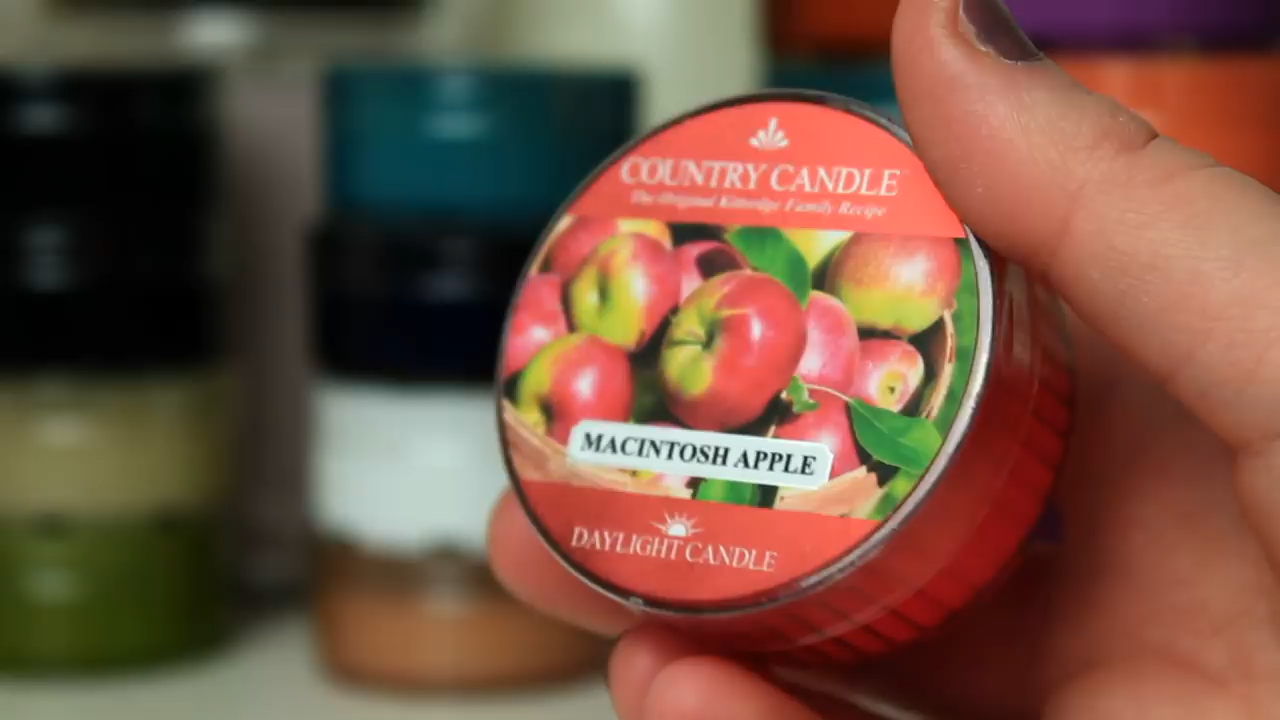 COUNTRY CANDLE
The Original Kittredge Family Recipe
MACINTOSH APPLE
DAYLIGHT CANDLE